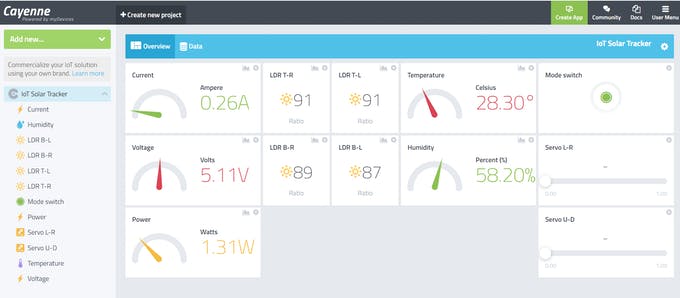 Cayenne
Powered by myDevices
+ Create new project
Create App
Community
Docs
User Menu
Add new...
Commercialize your IoT solution
using your own brand. Learn more
IoT Solar Tracker
Current
Humidity
LDR B-L
LDR B-R
LDR T-L
LDR T-R
Mode switch
Power
Servo L-R
Servo U-D
Temperature
Voltage
Overview
Data
IoT Solar Tracker
Current
Ampere
0.26A
LDR T-R
91
Ratio
LDR T-L
91
Ratio
Temperature
Celsius
28.30°
Mode switch
Voltage
Volts
5.11V
LDR B-R
89
Ratio
LDR B-L
87
Ratio
Humidity
Percent (%)
58.20%
Servo L-R
–
0.00
1.00
Power
Watts
1.31W
Servo U-D
–
0.00
1.00